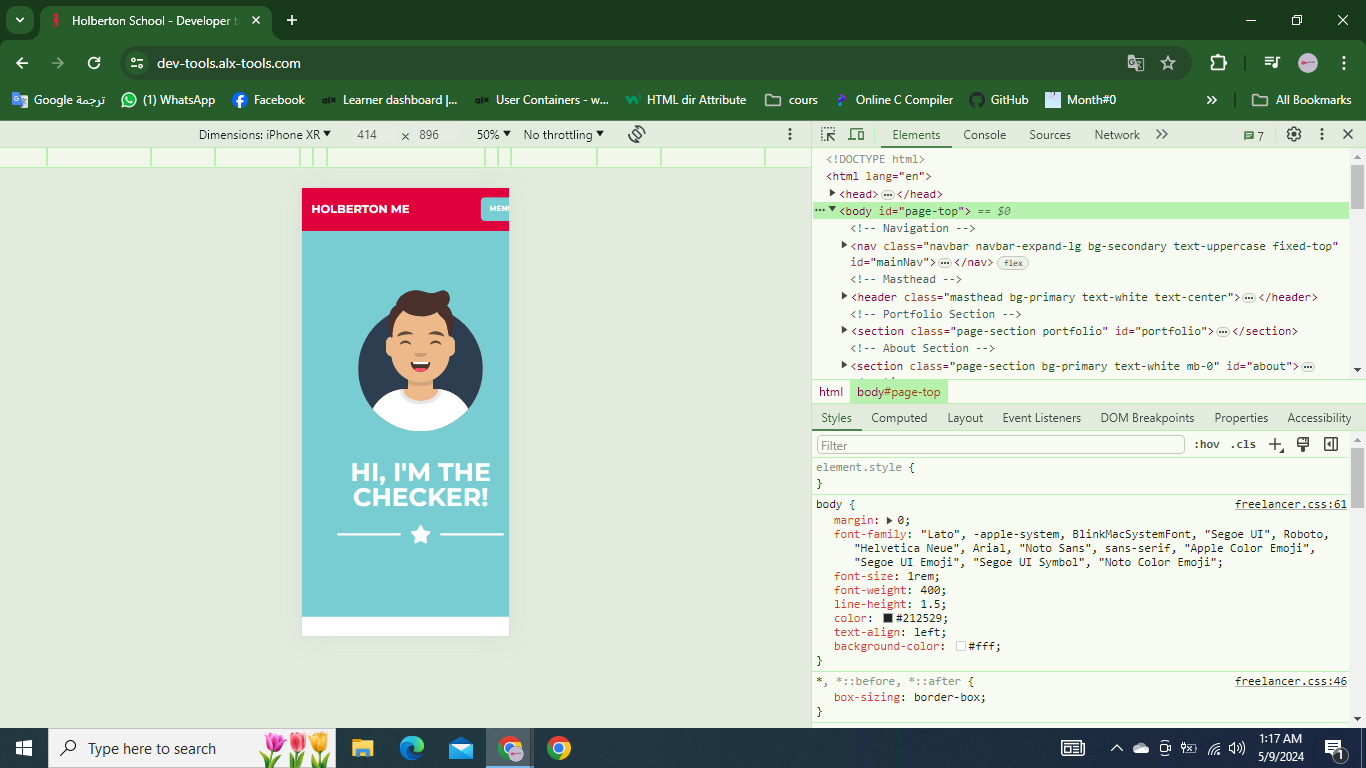 Holberton School - Developer t
dev-tools.alx-tools.com
ترجمة Google
(1) WhatsApp
Facebook
alx Learner dashboard |...
alx User Containers - w...
HTML dir Attribute
cours
Online C Compiler
GitHub
Month#0
»
All Bookmarks
Dimensions: iPhone XR
414 × 896
50%
No throttling
Elements
Console
Sources
Network
7
HOLBERTON ME
MENU
HI, I'M THE
CHECKER!
<!DOCTYPE html>
<html lang="en">
<head>…</head>
<body id="page-top"> == $0
<!-- Navigation -->
<nav class="navbar navbar-expand-lg bg-secondary text-uppercase fixed-top"
id="mainNav">…</nav> flex
<!-- Masthead -->
<header class="masthead bg-primary text-white text-center">…</header>
<!-- Portfolio Section -->
<section class="page-section portfolio" id="portfolio">…</section>
<!-- About Section -->
<section class="page-section bg-primary text-white mb-0" id="about">…
html
body#page-top
Styles
Computed
Layout
Event Listeners
DOM Breakpoints
Properties
Accessibility
Filter
:hov .cls
element.style {
}
body { freelancer.css:61
margin: 0;
font-family: "Lato", -apple-system, BlinkMacSystemFont, "Segoe UI", Roboto,
"Helvetica Neue", Arial, "Noto Sans", sans-serif, "Apple Color Emoji",
"Segoe UI Emoji", "Segoe UI Symbol", "Noto Color Emoji";
font-size: 1rem;
font-weight: 400;
line-height: 1.5;
color: #212529;
text-align: left;
background-color: #fff;
}
*, *::before, *::after { freelancer.css:46
box-sizing: border-box;
}
Type here to search
1:17 AM
5/9/2024
1